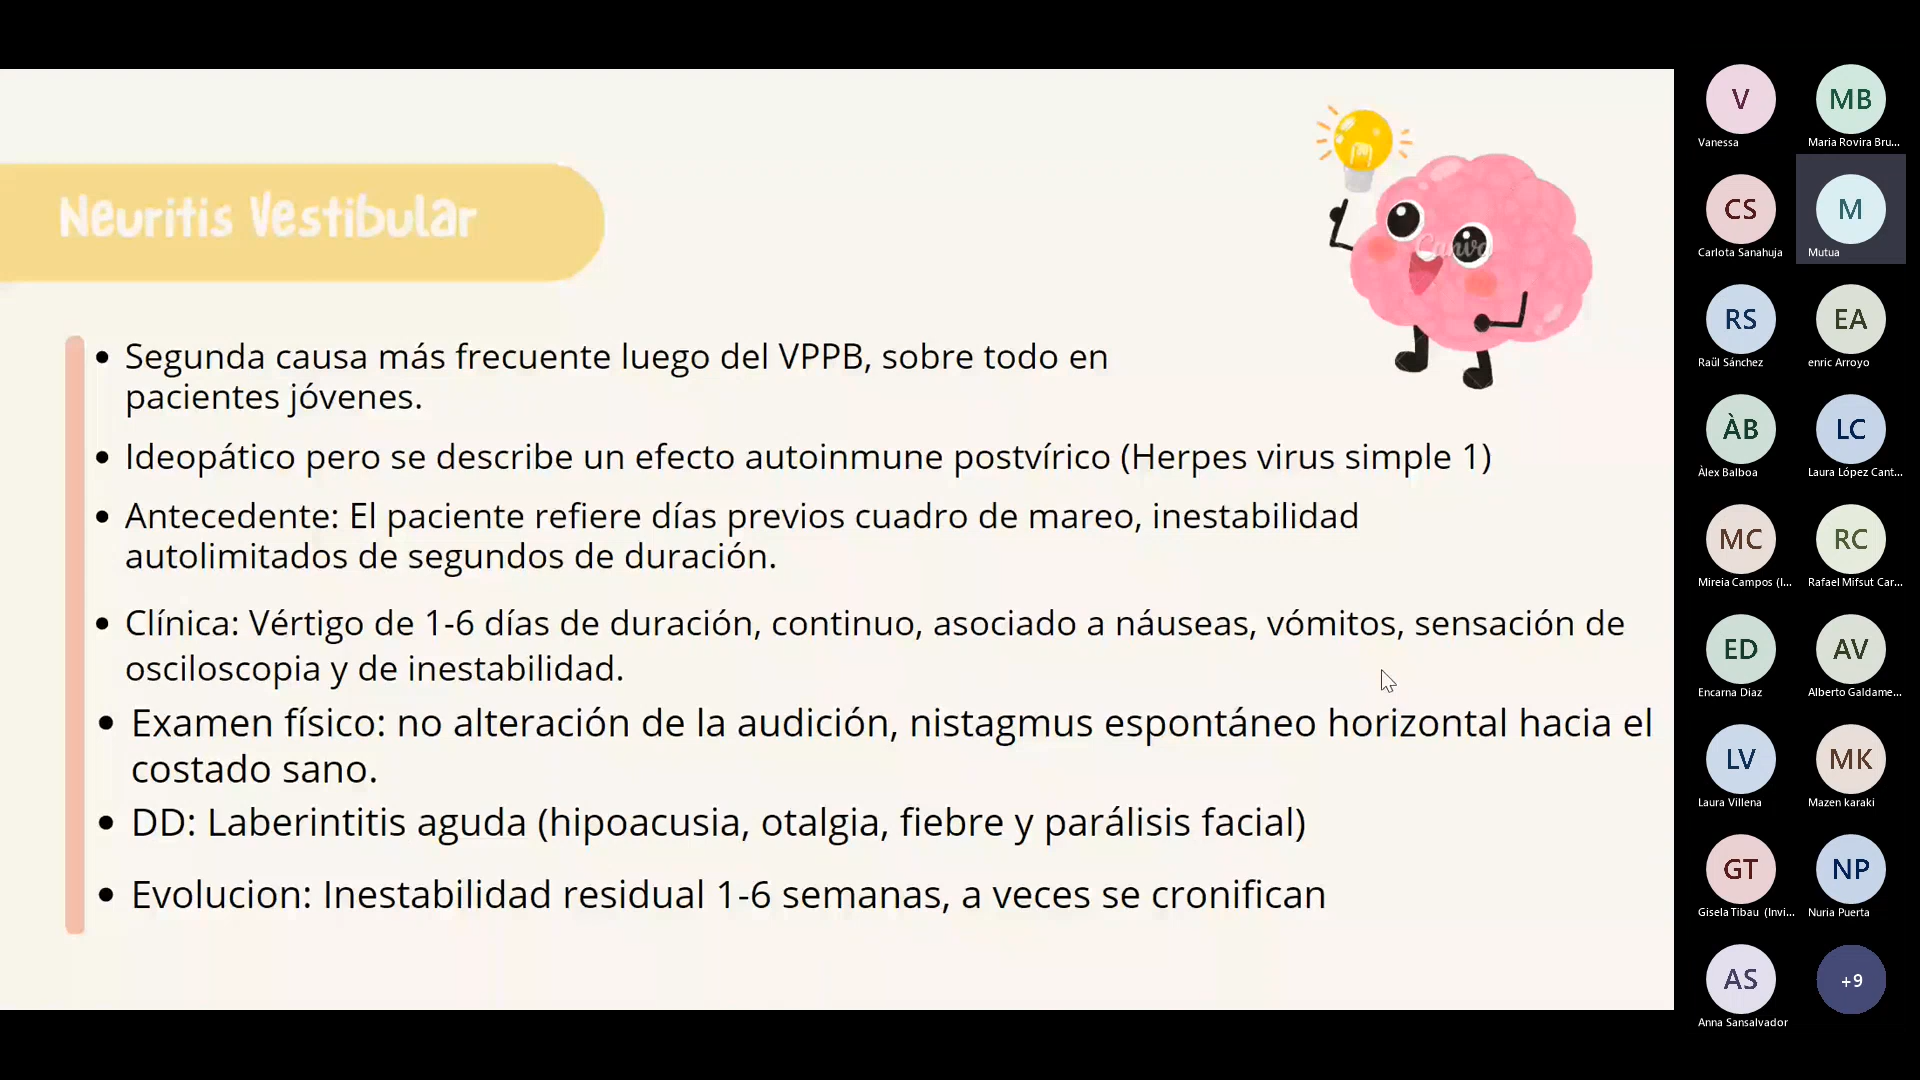 Neuritis Vestibular
Canva
Segunda causa más frecuente luego del VPPB, sobre todo en
pacientes jóvenes.
Ideopático pero se describe un efecto autoinmune postvírico (Herpes virus simple 1)
Antecedente: El paciente refiere días previos cuadro de mareo, inestabilidad
autolimitados de segundos de duración.
Clínica: Vértigo de 1-6 días de duración, continuo, asociado a náuseas, vómitos, sensación de
osciloscopia y de inestabilidad.
Examen físico: no alteración de la audición, nistagmus espontáneo horizontal hacia el
costado sano.
DD: Laberintitis aguda (hipoacusia, otalgia, fiebre y parálisis facial)
Evolucion: Inestabilidad residual 1-6 semanas, a veces se cronifican
V MB
Vanessa Maria Rovira Bru...
CS M
Carlota Sanahuja Mutua
RS EA
Raül Sánchez enric Arroyo
ÀB LC
Àlex Balboa Laura López Cant...
MC RC
Mireia Campos (I... Rafael Mifsut Car...
ED AV
Encarna Diaz Alberto Galdame...
LV MK
Laura Villena Mazen karaki
GT NP
Gisela Tibau (Invi... Nuria Puerta
AS +9
Anna Sansalvador